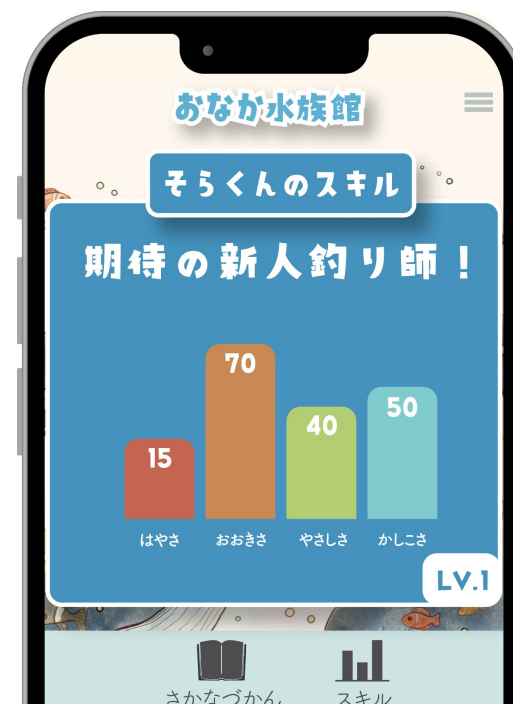 おなか水族館
そらくんのスキル
期待の新人釣り師！
15
70
40
50
はやさ
おおきさ
やさしさ
かしこさ
LV.1
さかなづかん
スキル